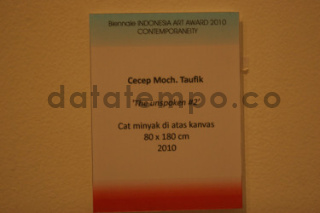 Biennale INDONESIA ART AWARD 2010
CONTEMPORANEITY
Cecep Moch. Taufik
'The unspoken #2'
datatempo.co
Cat minyak di atas kanvas
80 x 180 cm
2010